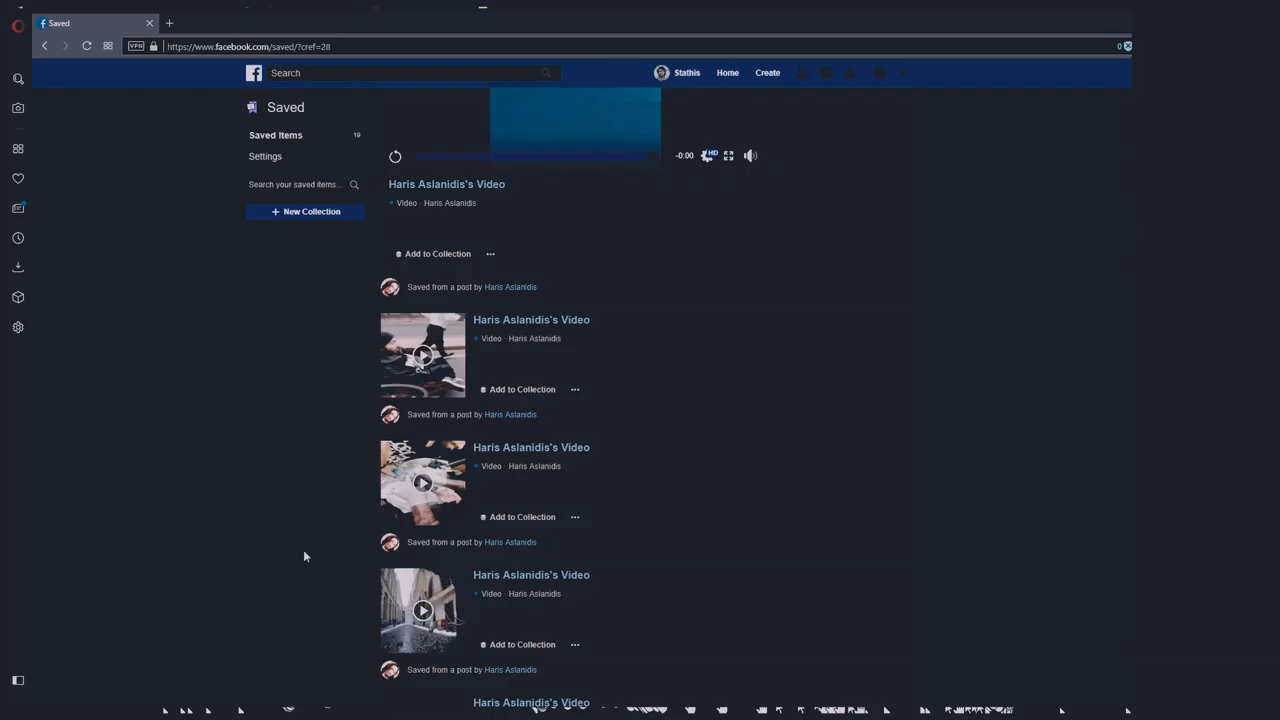 Saved
https://www.facebook.com/saved/?cref=28
0
VPN
Search
Stathis
Home
Create
Saved
Saved Items 19
Settings
Search your saved items...
+ New Collection
-0:00
HD
Haris Aslanidis's Video
Video · Haris Aslanidis
Add to Collection
Saved from a post by Haris Aslanidis
Haris Aslanidis's Video
Video · Haris Aslanidis
Add to Collection
Saved from a post by Haris Aslanidis
Haris Aslanidis's Video
Video · Haris Aslanidis
Add to Collection
Saved from a post by Haris Aslanidis
Haris Aslanidis's Video
Video · Haris Aslanidis
Add to Collection
Saved from a post by Haris Aslanidis
Haris Aslanidis's Video